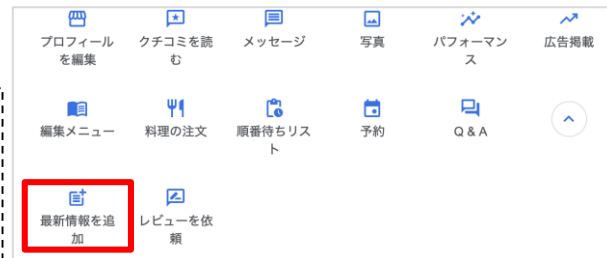 プロフィール
を編集
クチコミを読
む
メッセージ
写真
パフォーマン
ス
広告掲載
編集メニュー
料理の注文
順番待ちリス
ト
予約
Q & A
最新情報を追
加
レビューを依
頼